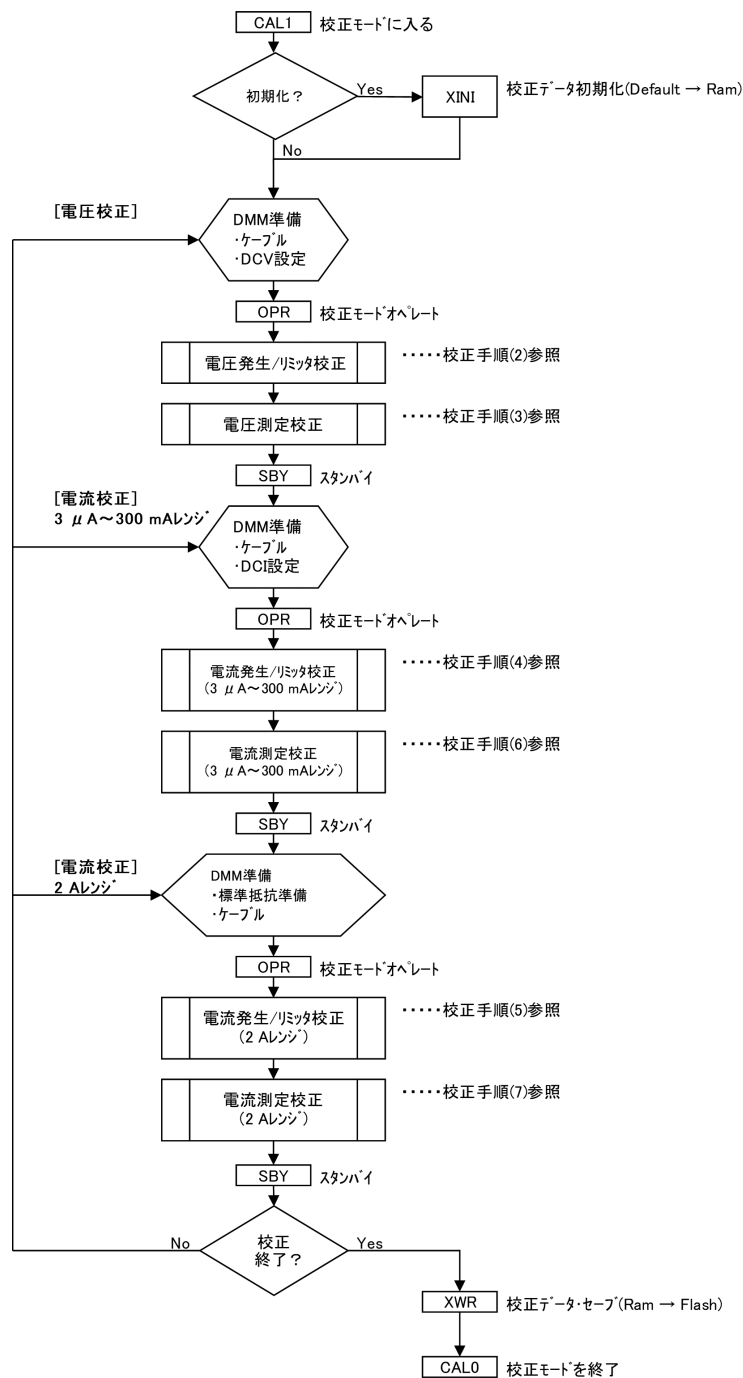 CAL1 校正ﾓｰﾄﾞに入る
初期化？
Yes
XINI
校正ﾃﾞｰﾀ初期化(Default → Ram)
No
[電圧校正]
DMM準備
・ｹｰﾌﾞﾙ
・DCV設定
OPR 校正ﾓｰﾄﾞｵﾍﾟﾚｰﾄ
電圧発生/ﾘﾐｯﾀ校正 ・・・・・校正手順(2)参照
電圧測定校正 ・・・・・校正手順(3)参照
SBY ｽﾀﾝﾊﾞｲ
[電流校正]
3 μA～300 mAﾚﾝｼﾞ
DMM準備
・ｹｰﾌﾞﾙ
・DCI設定
OPR 校正ﾓｰﾄﾞｵﾍﾟﾚｰﾄ
電流発生/ﾘﾐｯﾀ校正 ・・・・・校正手順(4)参照
(3 μA～300 mAﾚﾝｼﾞ)
電流測定校正 ・・・・・校正手順(6)参照
(3 μA～300 mAﾚﾝｼﾞ)
SBY ｽﾀﾝﾊﾞｲ
[電流校正]
2 Aﾚﾝｼﾞ
DMM準備
・標準抵抗準備
・ｹｰﾌﾞﾙ
OPR 校正ﾓｰﾄﾞｵﾍﾟﾚｰﾄ
電流発生/ﾘﾐｯﾀ校正 ・・・・・校正手順(5)参照
(2 Aﾚﾝｼﾞ)
電流測定校正 ・・・・・校正手順(7)参照
(2 Aﾚﾝｼﾞ)
SBY ｽﾀﾝﾊﾞｲ
No
校正
終了？
Yes
XWR 校正ﾃﾞｰﾀ・ｾｰﾌﾞ(Ram → Flash)
CAL0 校正ﾓｰﾄﾞを終了